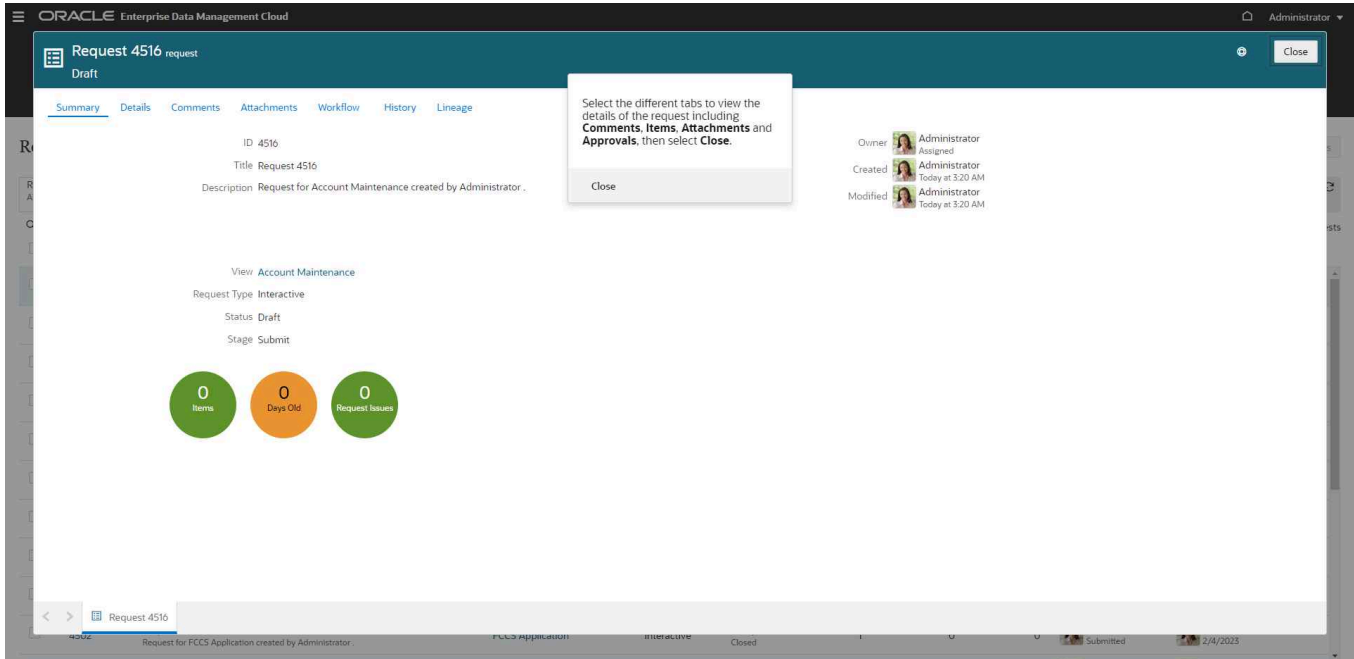 ORACLE Enterprise Data Management Cloud
Administrator
Request 4516 request
Draft
Close
Summary Details Comments Attachments Workflow History Lineage
ID 4516
Title Request 4516
Description Request for Account Maintenance created by Administrator .
Select the different tabs to view the
details of the request including
Comments, Items, Attachments and
Approvals, then select Close.
Close
Owner Administrator
Assigned
Created Administrator
Today at 3:20 AM
Modified Administrator
Today at 3:20 AM
View Account Maintenance
Request Type Interactive
Status Draft
Stage Submit
0
Items
0
Days Old
0
Request Issues
Request 4516
4502 Request for FCCS Application created by Administrator . FCCS Application Interactive Closed 1 0 0 Submitted 2/4/2023